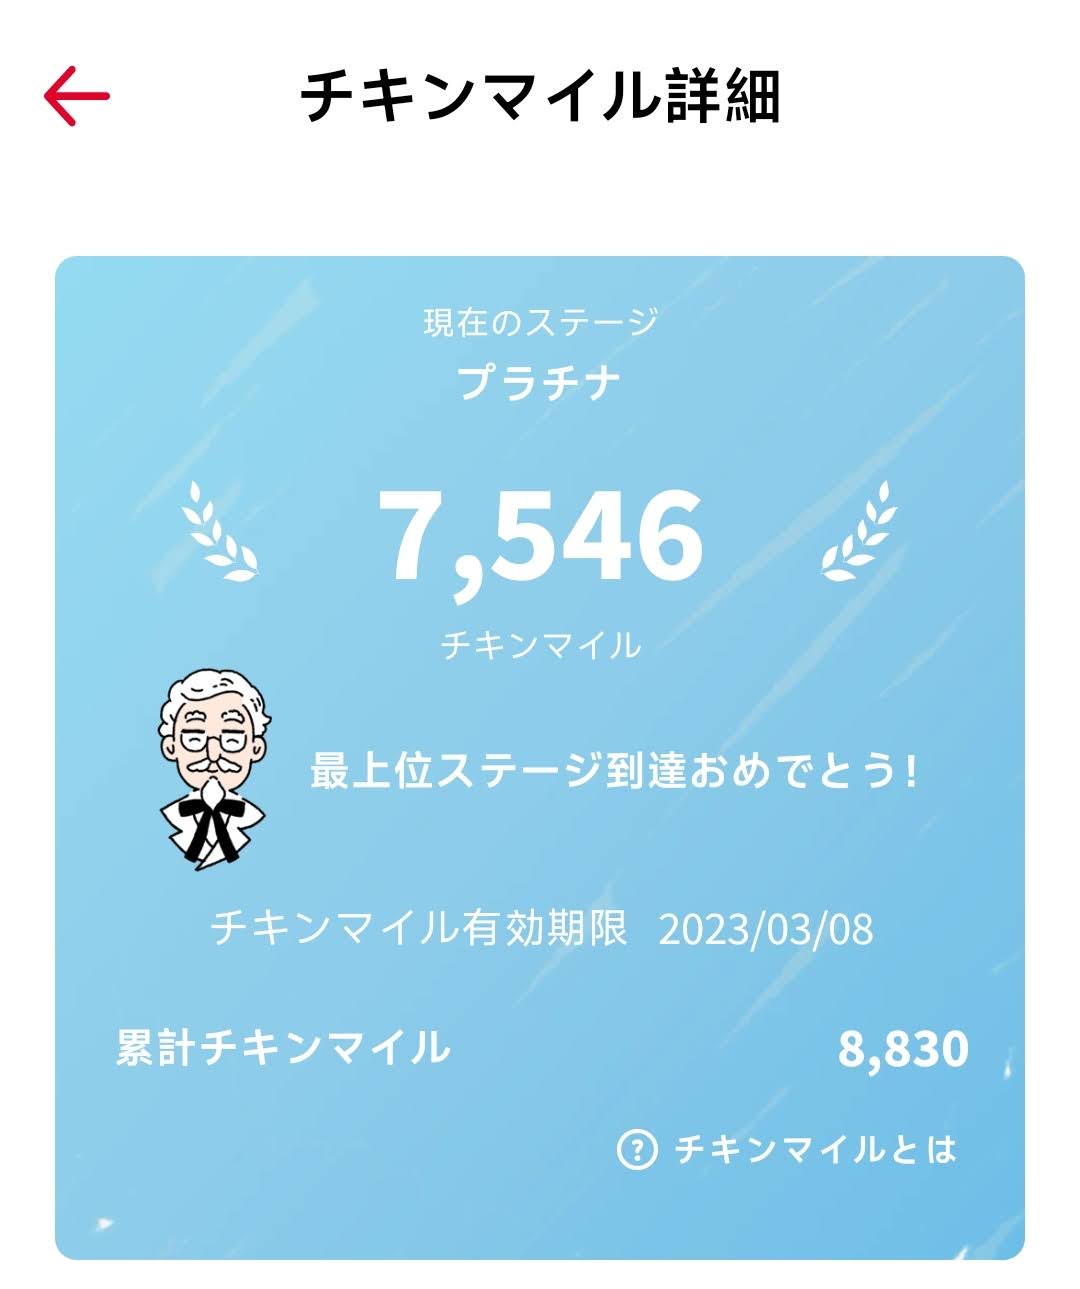 チキンマイル詳細
現在のステージ
プラチナ
7,546
チキンマイル
最上位ステージ到達おめでとう!
チキンマイル有効期限 2023/03/08
累計チキンマイル 8,830
? チキンマイルとは